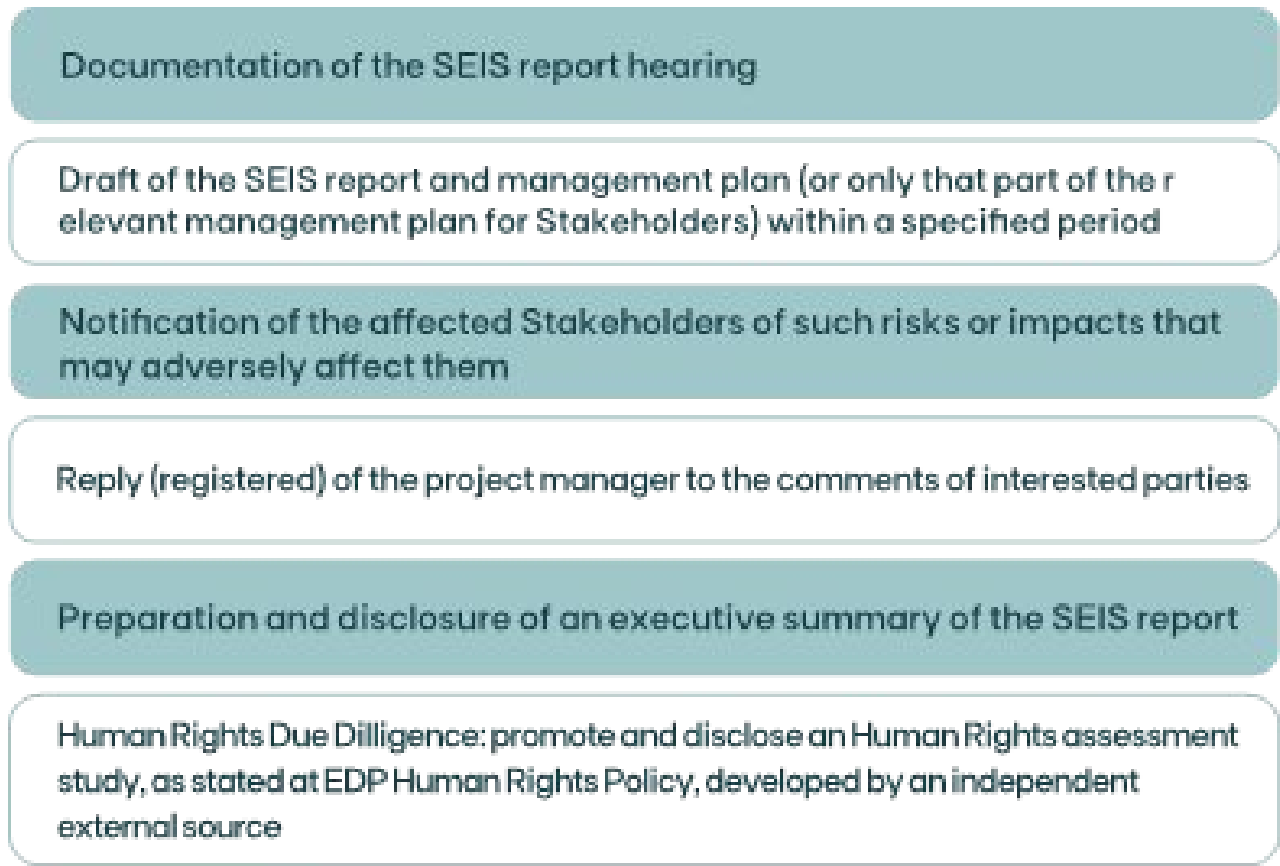 Documentation of the SEIS report hearing
Draft of the SEIS report and management plan (or only that part of the r
elevant management plan for Stakeholders) within a specified period
Notification of the affected Stakeholders of such risks or impacts that
may adversely affect them
Reply (registered) of the project manager to the comments of interested parties
Preparation and disclosure of an executive summary of the SEIS report
Human Rights Due Dilligence: promote and disclose an Human Rights assessment
study, as stated at EDP Human Rights Policy, developed by an independent
external source